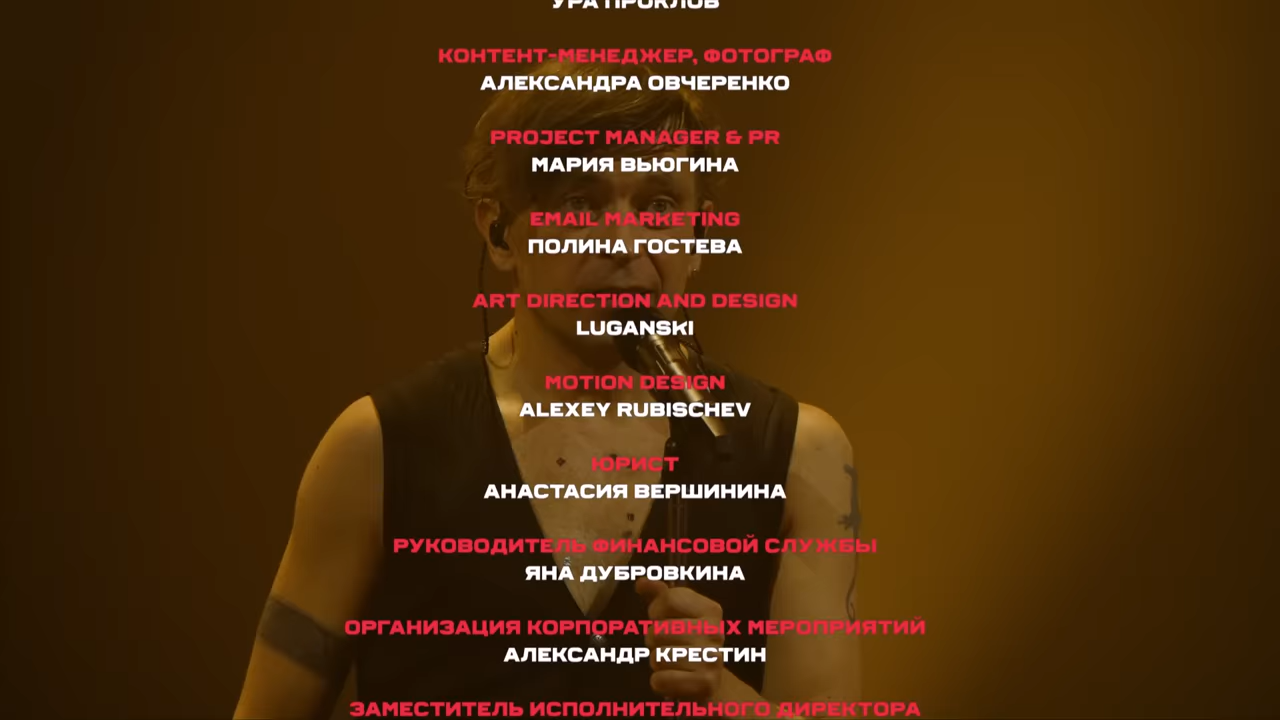 УРА ПРОКЛОВ
КОНТЕНТ-МЕНЕДЖЕР, ФОТОГРАФ
АЛЕКСАНДРА ОВЧЕРЕНКО
PROJECT MANAGER & PR
МАРИЯ ВЬЮГИНА
EMAIL MARKETING
ПОЛИНА ГОСТЕВА
ART DIRECTION AND DESIGN
LUGANSKI
MOTION DESIGN
ALEXEY RUBISCHEV
ЮРИСТ
АНАСТАСИЯ ВЕРШИНИНА
РУКОВОДИТЕЛЬ ФИНАНСОВОЙ СЛУЖБЫ
ЯНА ДУБРОВКИНА
ОРГАНИЗАЦИЯ КОРПОРАТИВНЫХ МЕРОПРИЯТИЙ
АЛЕКСАНДР КРЕСТИН
ЗАМЕСТИТЕЛЬ ИСПОЛНИТЕЛЬНОГО ДИРЕКТОРА